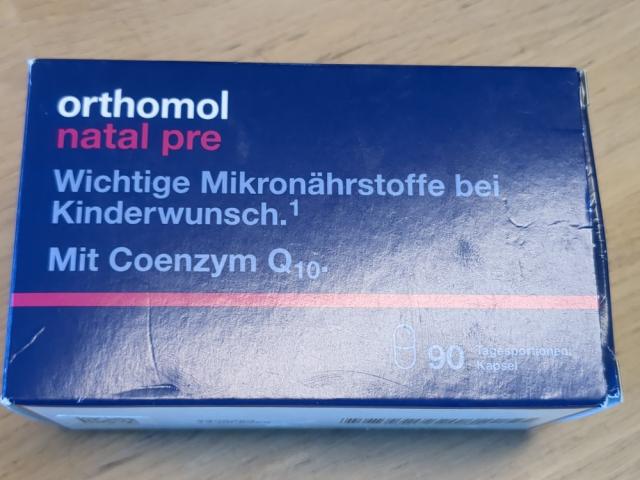 orthomol
natal pre
Wichtige Mikronährstoffe bei
Kinderwunsch.¹
Mit Coenzym Q₁₀.
90 Tagesportionen:
Kapsel